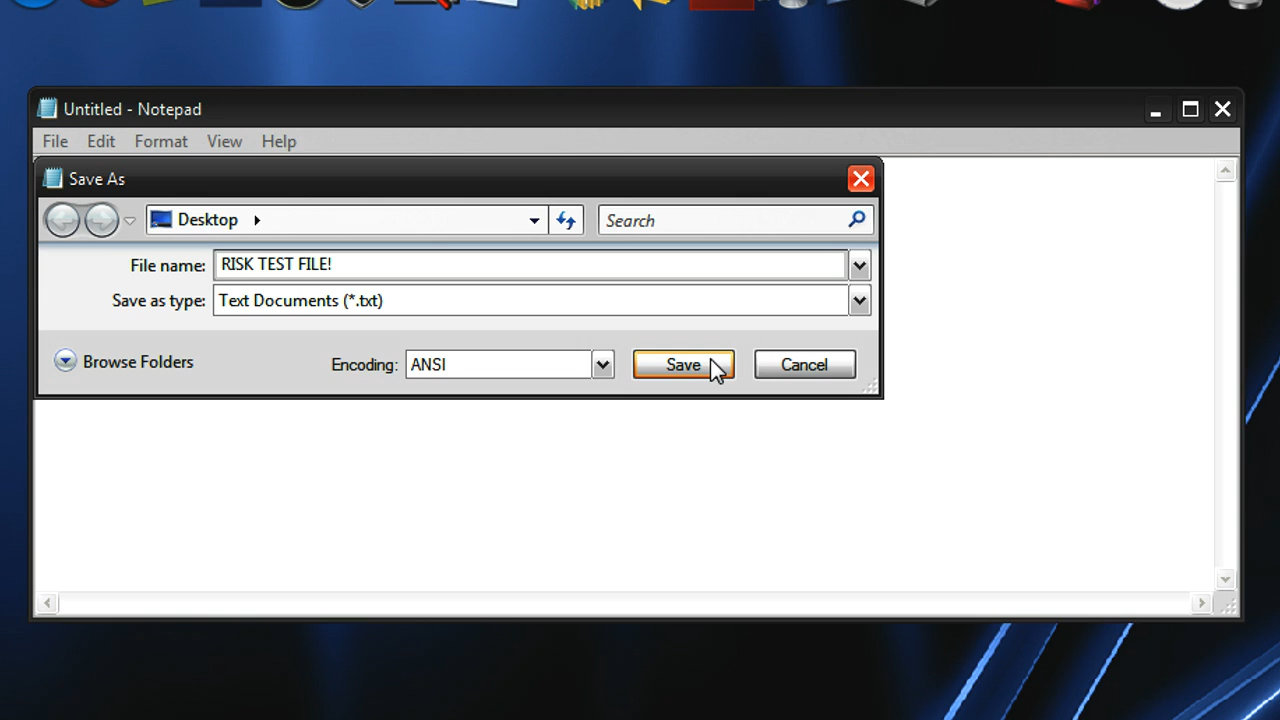 Untitled - Notepad
File Edit Format View Help
Save As
Desktop
Search
File name: RISK TEST FILE!
Save as type: Text Documents (*.txt)
Browse Folders Encoding: ANSI Save Cancel